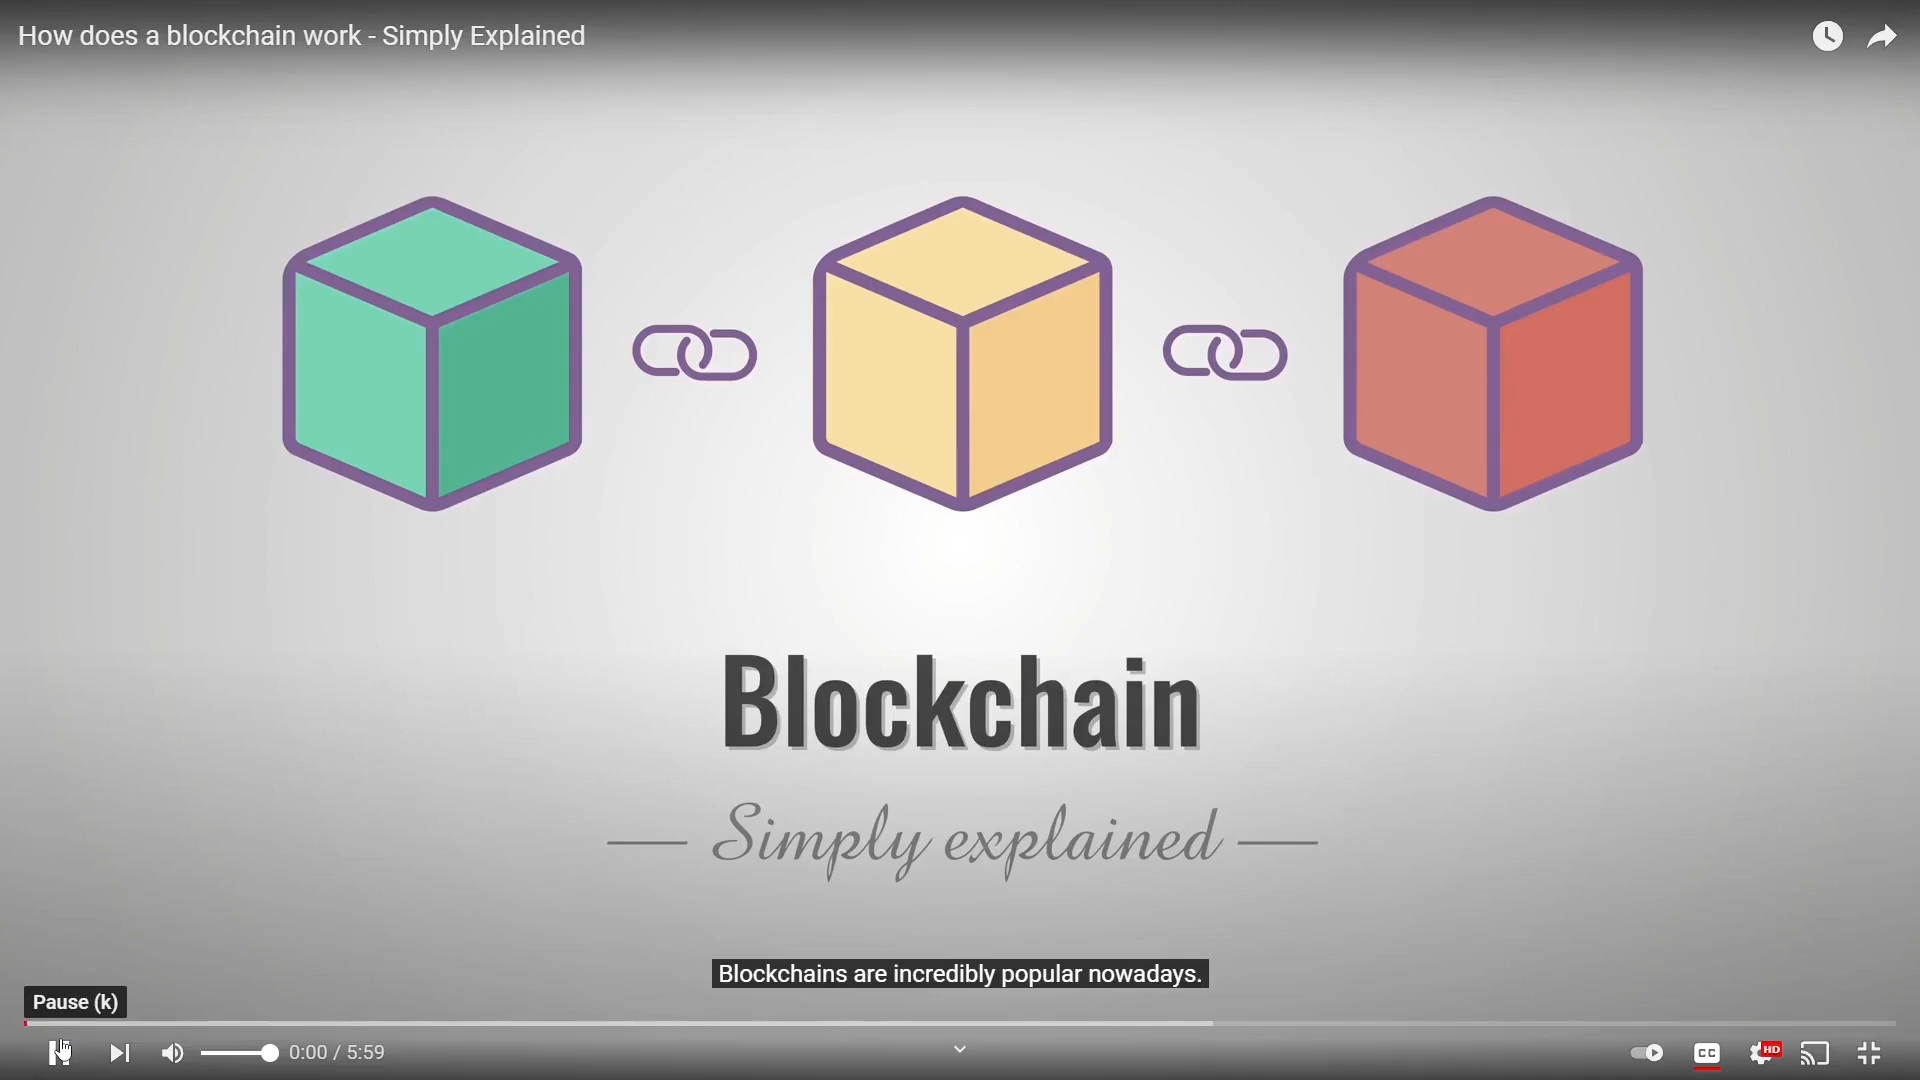 How does a blockchain work - Simply Explained
Blockchain
Simply explained
Blockchains are incredibly popular nowadays.
Pause (k)
0:00 / 5:59
CC
HD